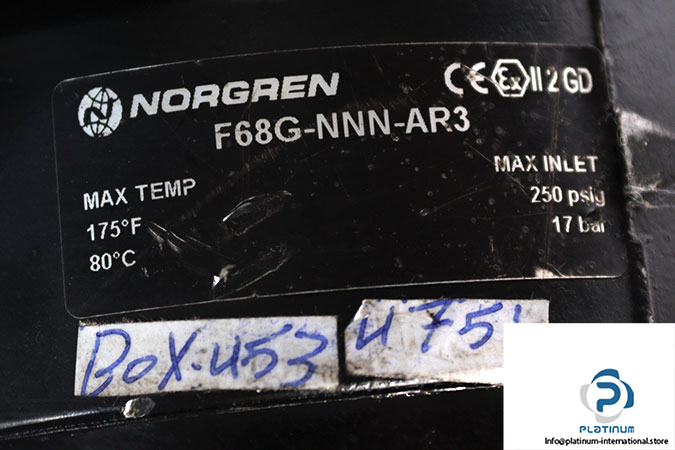 NORGREN
CE Ex II 2 GD
F68G-NNN-AR3
MAX TEMP
175°F
80°C
MAX INLET
250 psig
17 bar
BOX.453
PLATINUM
Info@platinum-international.store